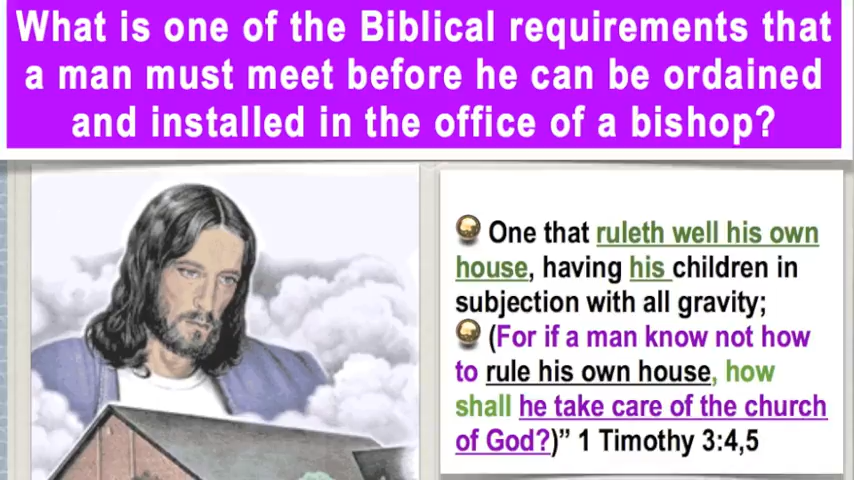 What is one of the Biblical requirements that
a man must meet before he can be ordained
and installed in the office of a bishop?
One that ruleth well his own
house, having his children in
subjection with all gravity;
(For if a man know not how
to rule his own house, how
shall he take care of the church
of God?)” 1 Timothy 3:4,5